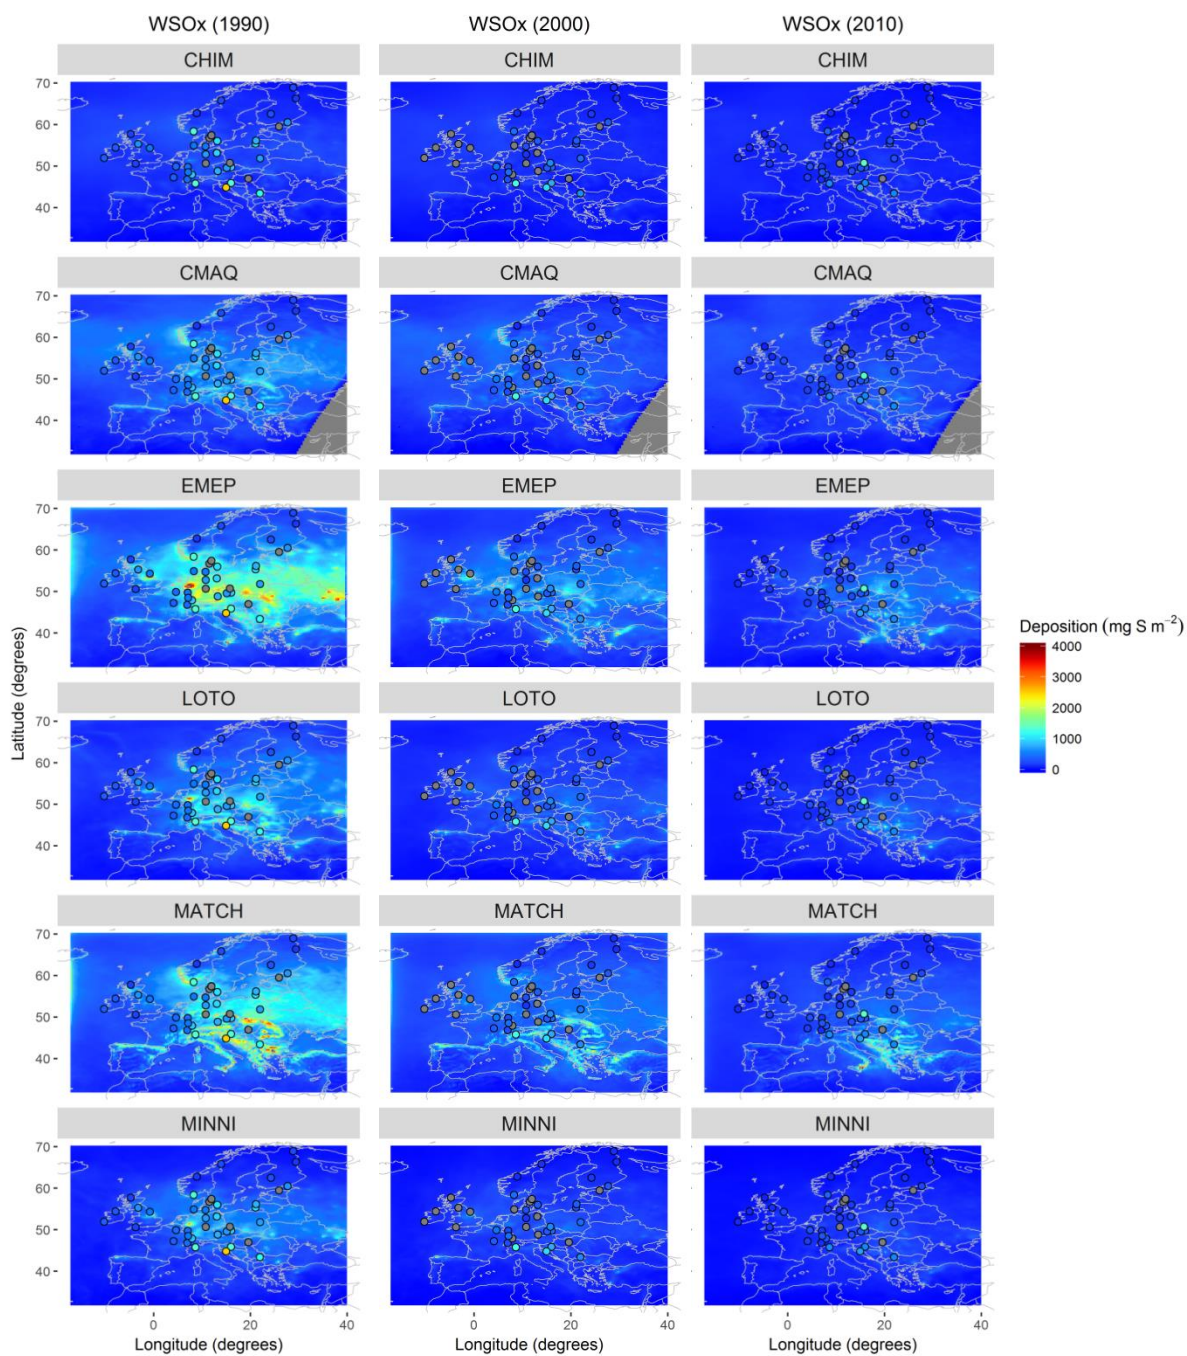 WSOx (1990) WSOx (2000) WSOx (2010)
CHIM CHIM CHIM
70
60
50
40
CMAQ CMAQ CMAQ
70
60
50
40
EMEP EMEP EMEP
70
60
50
40
Deposition (mg S m⁻²)
4000
3000
2000
1000
0
Latitude (degrees)
LOTO LOTO LOTO
70
60
50
40
MATCH MATCH MATCH
70
60
50
40
MINNI MINNI MINNI
70
60
50
40
0 20 40 0 20 40 0 20 40
Longitude (degrees) Longitude (degrees) Longitude (degrees)